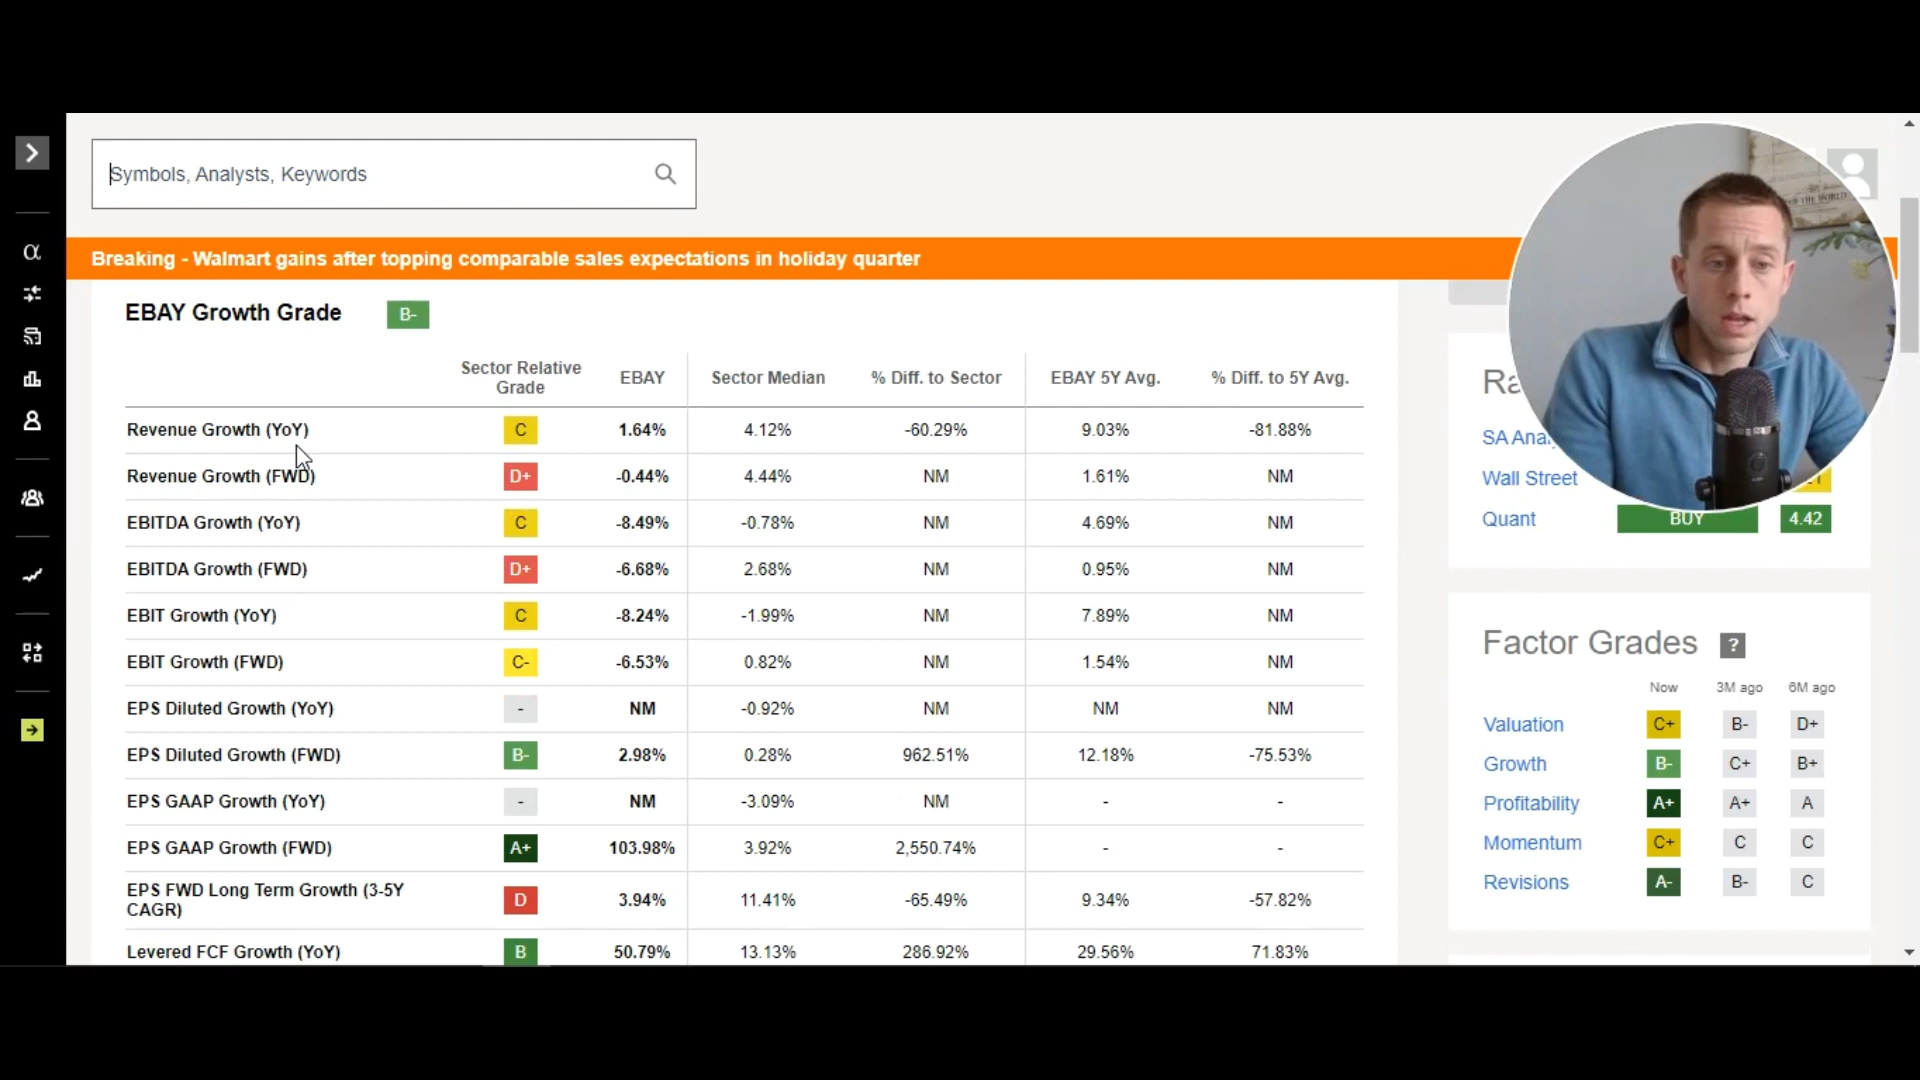 Symbols, Analysts, Keywords
Breaking - Walmart gains after topping comparable sales expectations in holiday quarter
EBAY Growth Grade B-
Sector Relative Grade EBAY Sector Median % Diff. to Sector EBAY 5Y Avg. % Diff. to 5Y Avg.
Revenue Growth (YoY) C 1.64% 4.12% -60.29% 9.03% -81.88%
Revenue Growth (FWD) D+ -0.44% 4.44% NM 1.61% NM
EBITDA Growth (YoY) C -8.49% -0.78% NM 4.69% NM
EBITDA Growth (FWD) D+ -6.68% 2.68% NM 0.95% NM
EBIT Growth (YoY) C -8.24% -1.99% NM 7.89% NM
EBIT Growth (FWD) C- -6.53% 0.82% NM 1.54% NM
EPS Diluted Growth (YoY) - NM -0.92% NM NM NM
EPS Diluted Growth (FWD) B- 2.98% 0.28% 962.51% 12.18% -75.53%
EPS GAAP Growth (YoY) - NM -3.09% NM - -
EPS GAAP Growth (FWD) A+ 103.98% 3.92% 2,550.74% - -
EPS FWD Long Term Growth (3-5Y
CAGR) D 3.94% 11.41% -65.49% 9.34% -57.82%
Levered FCF Growth (YoY) B 50.79% 13.13% 286.92% 29.56% 71.83%
SA
Wall Street
Quant BUY 4.42
Factor Grades ?
Now 3M ago 6M ago
Valuation C+ B- D+
Growth B- C+ B+
Profitability A+ A+ A
Momentum C+ C C
Revisions A- B- C